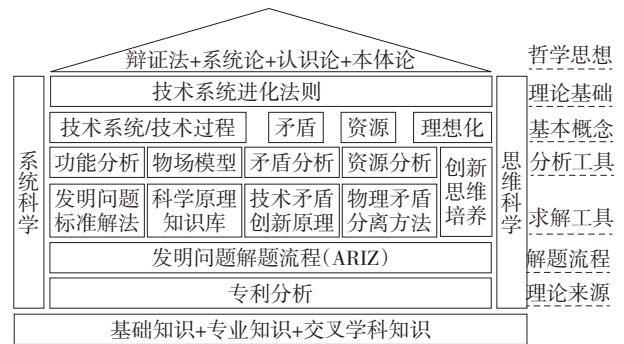 辩证法+系统论+认识论+本体论
哲学思想
技术系统进化法则
理论基础
技术系统/技术过程
矛盾
资源
理想化
基本概念
系统科学
功能分析
物场模型
矛盾分析
资源分析
创新思维培养
思维科学
分析工具
发明问题
标准解法
科学原理
知识库
技术矛盾
创新原理
物理矛盾
分离方法
求解工具
发明问题解题流程(ARIZ)
解题流程
专利分析
理论来源
基础知识+专业知识+交叉学科知识